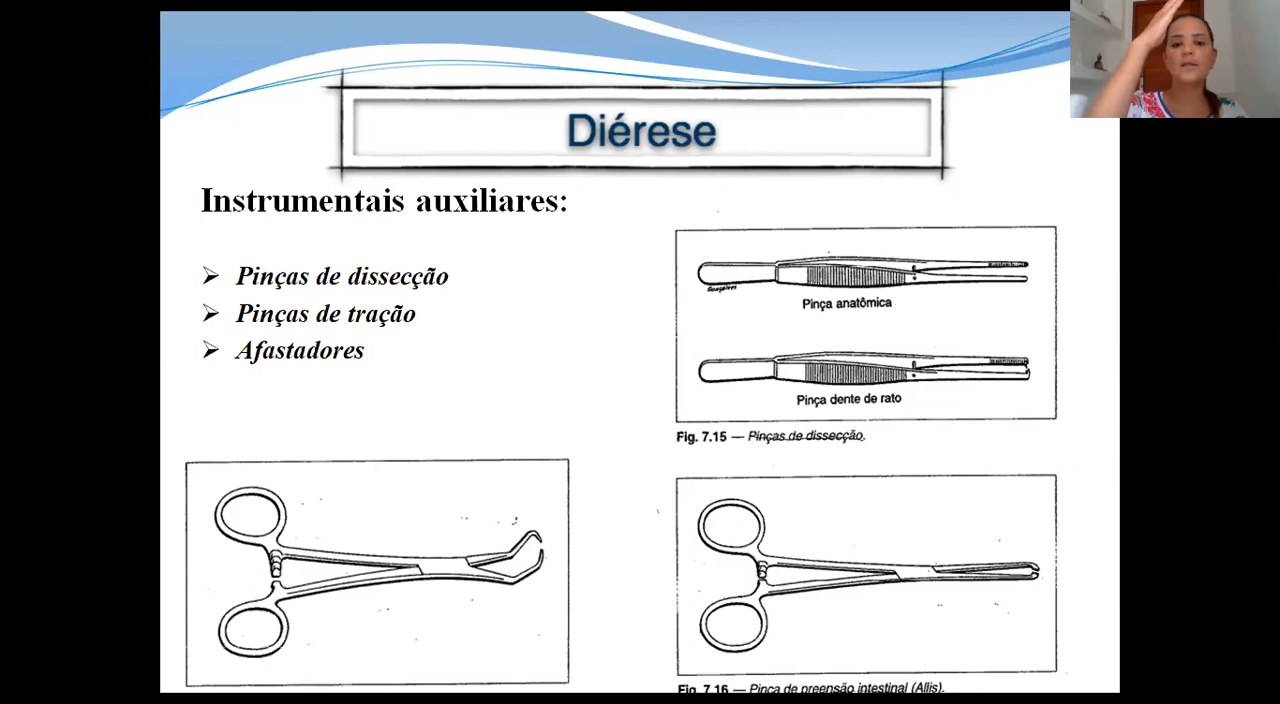 Diérese
Instrumentais auxiliares:
Pinças de dissecção
Pinças de tração
Afastadores
Gonçalves
Pinça anatômica
Pinça dente de rato
Fig. 7.15 — Pinças de dissecção.
Fig. 7.16 — Pinça de preensão intestinal (Allis).